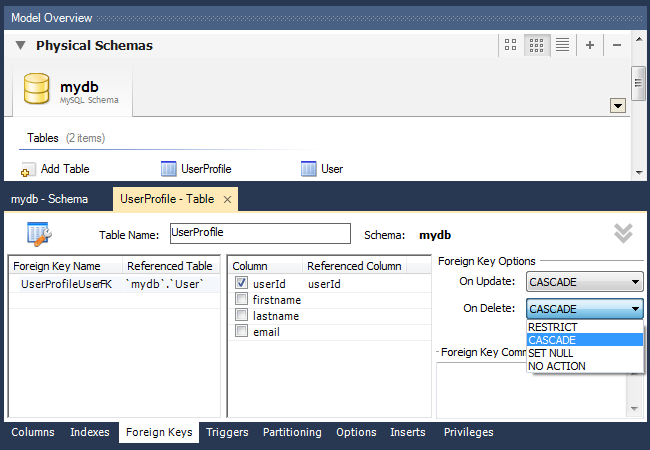 Model Overview
Physical Schemas
mydb
MySQL Schema
Tables (2 items)
Add Table UserProfile User
mydb - Schema UserProfile - Table ×
Table Name: UserProfile Schema: mydb
Foreign Key Name Referenced Table
UserProfileUserFK `mydb`.`User`
Column Referenced Column
userId userId
firstname
lastname
email
Foreign Key Options
On Update: CASCADE
On Delete: CASCADE
RESTRICT
CASCADE
SET NULL
NO ACTION
Foreign Key Comm
Columns Indexes Foreign Keys Triggers Partitioning Options Inserts Privileges